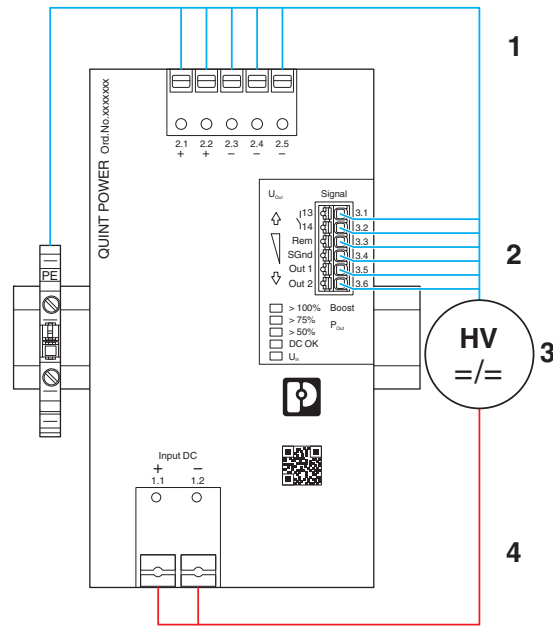 1
2.1 2.2 2.3 2.4 2.5
+ + – – –
QUINT POWER Ord.No.xxxxxxx
UOut Signal
13 3.1
14 3.2
Rem 3.3
SGnd 3.4
Out 1 3.5
Out 2 3.6
2
PE
> 100% Boost
> 75% POut
> 50%
DC OK
UIn
HV
=/=
3
Input DC
+ –
1.1 1.2
4